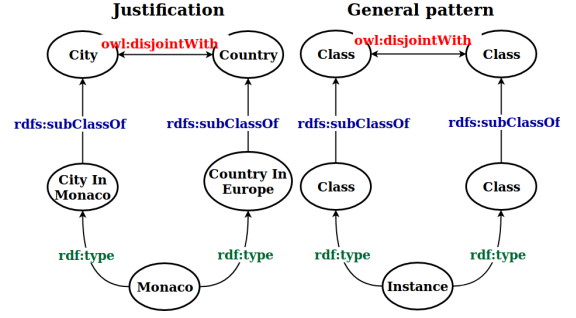 Justification
General pattern
owl:disjointWith
owl:disjointWith
City
Country
Class
Class
rdfs:subClassOf
rdfs:subClassOf
rdfs:subClassOf
rdfs:subClassOf
City In
Monaco
Country In
Europe
Class
Class
rdf:type
rdf:type
rdf:type
rdf:type
Monaco
Instance